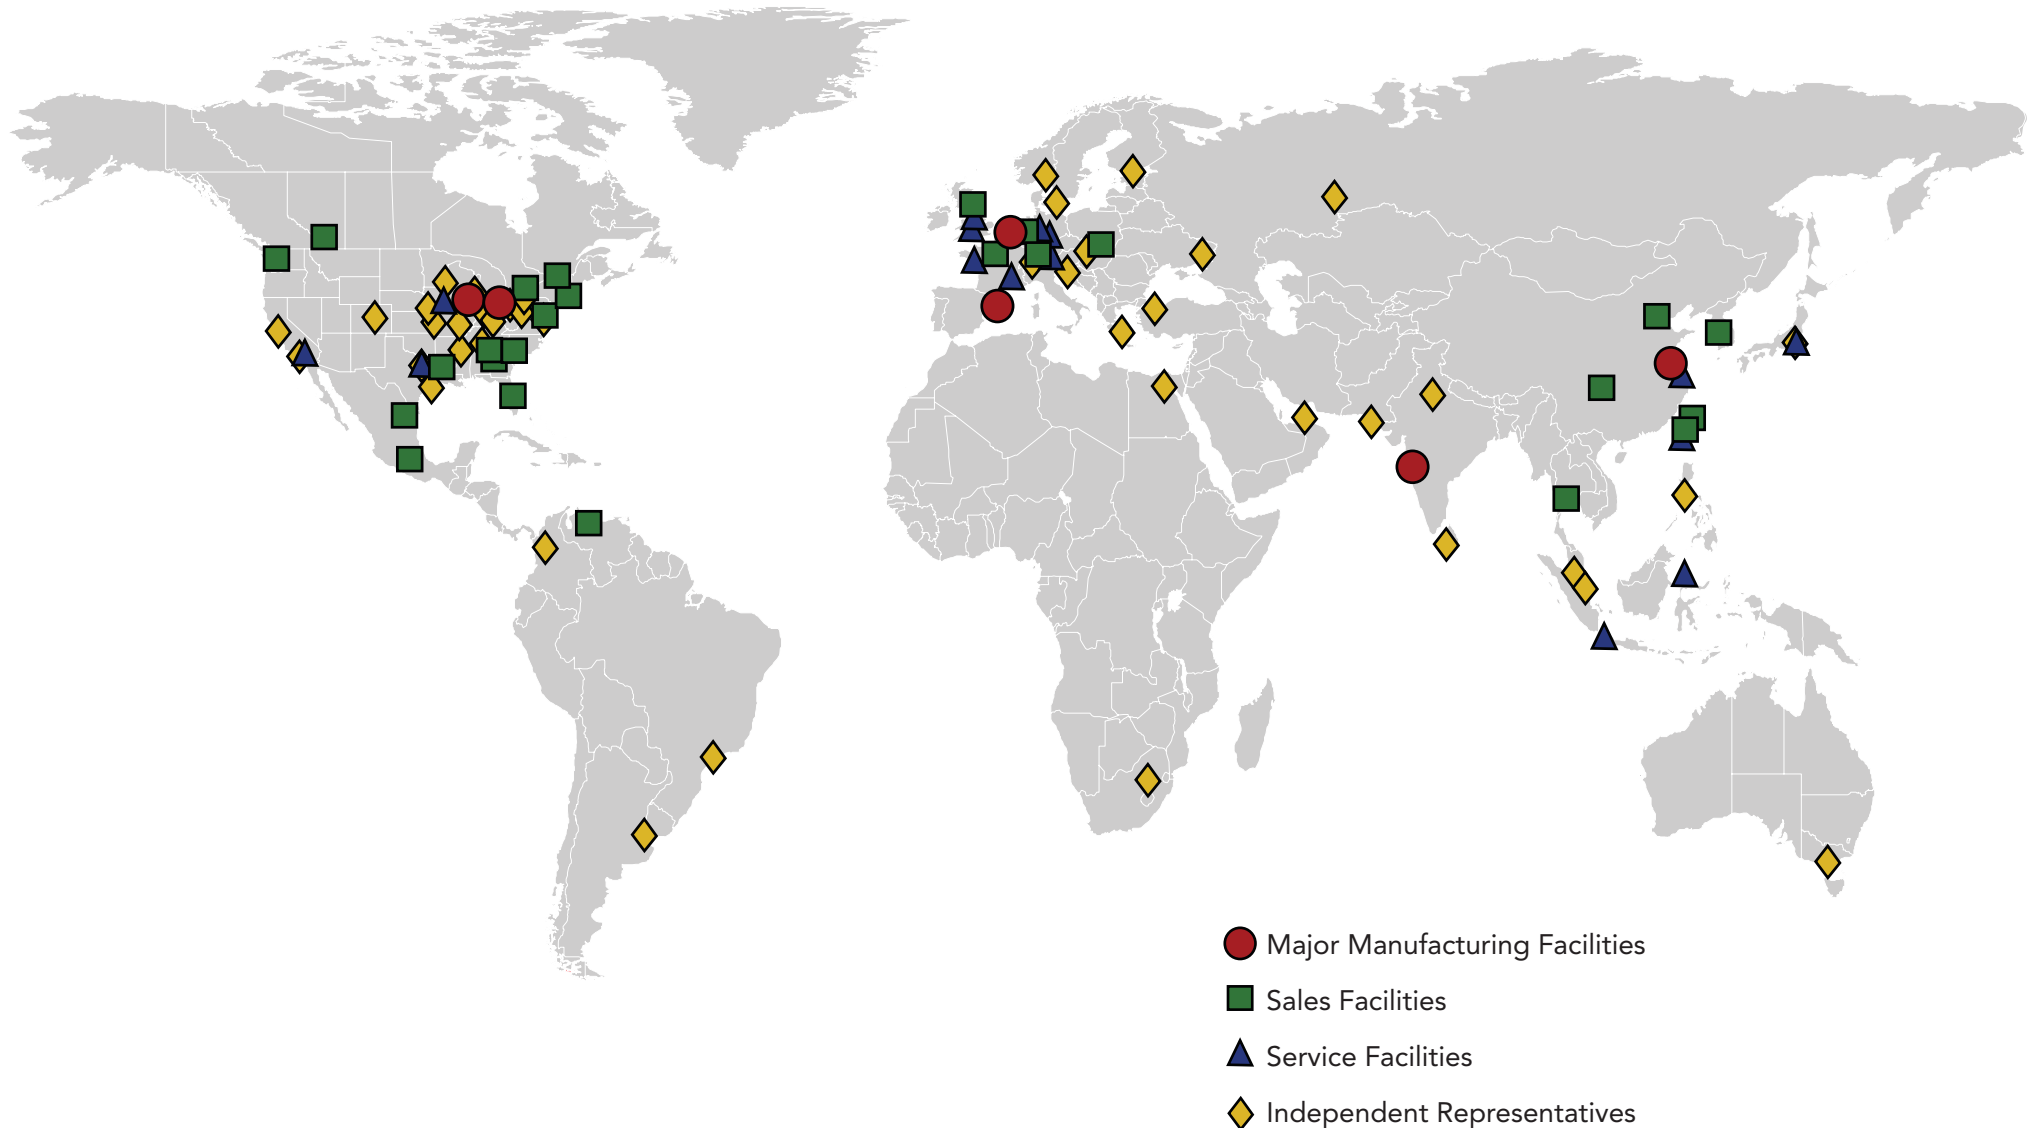 Major Manufacturing Facilities
Sales Facilities
Service Facilities
Independent Representatives